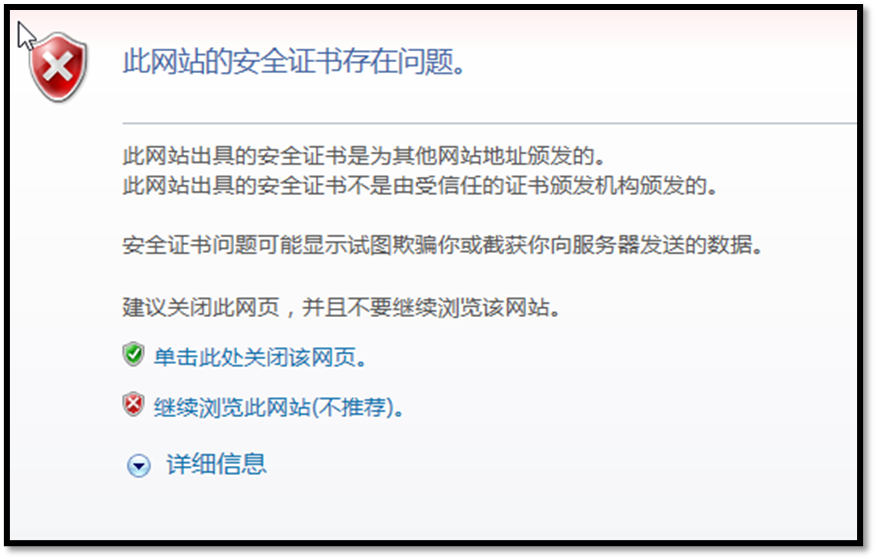 此网站的安全证书存在问题。
此网站出具的安全证书是为其他网站地址颁发的。
此网站出具的安全证书不是由受信任的证书颁发机构颁发的。
安全证书问题可能显示试图欺骗你或截获你向服务器发送的数据。
建议关闭此网页，并且不要继续浏览该网站。
单击此处关闭该网页。
继续浏览此网站(不推荐)。
详细信息